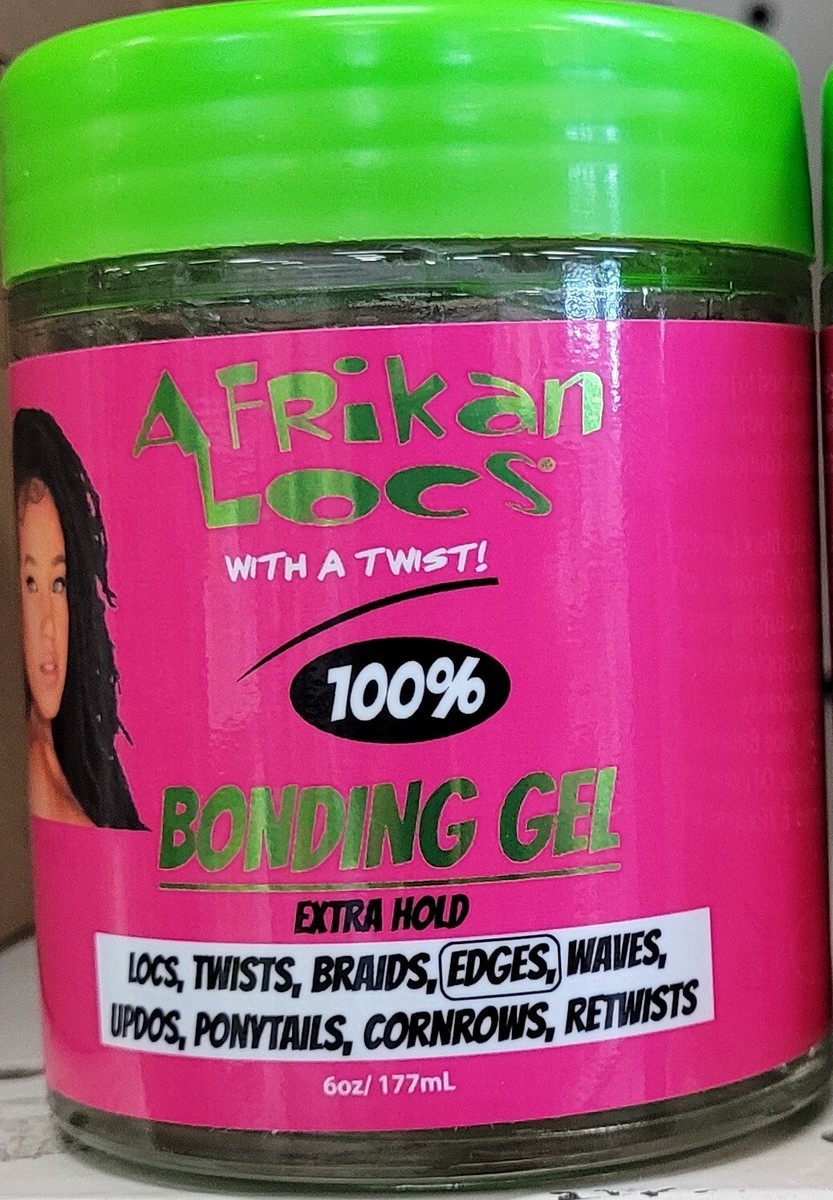 AFRiKan
LOCS®
WITH A TWIST!
100%
BONDING GEL
EXTRA HOLD
LOCS, TWISTS, BRAIDS, EDGES, WAVES,
UPDOS, PONYTAILS, CORNROWS, RETWISTS
6oz/ 177mL